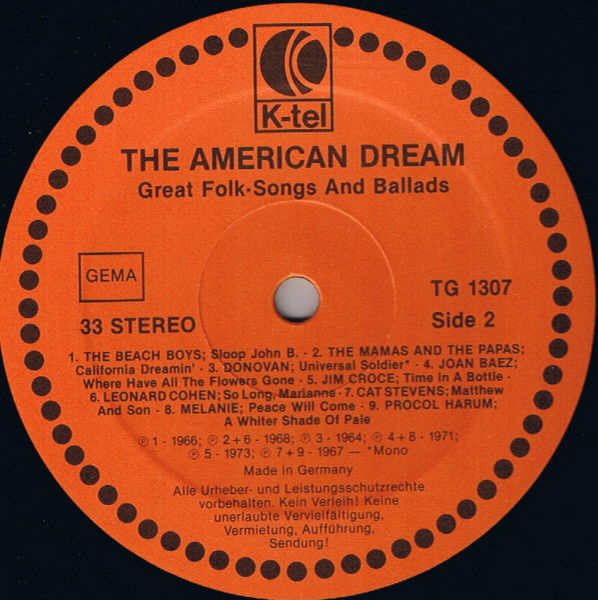 K-tel
THE AMERICAN DREAM
Great Folk-Songs And Ballads
GEMA
TG 1307
33 STEREO
Side 2
1. THE BEACH BOYS; Sloop John B. · 2. THE MAMAS AND THE PAPAS;
California Dreamin' · 3. DONOVAN; Universal Soldier* · 4. JOAN BAEZ;
Where Have All The Flowers Gone · 5. JIM CROCE; Time In A Bottle ·
6. LEONARD COHEN; So Long, Marianne · 7. CAT STEVENS; Matthew
And Son · 8. MELANIE; Peace Will Come · 9. PROCOL HARUM;
A Whiter Shade Of Pale
℗ 1 - 1966; ℗ 2 + 6 - 1968; ℗ 3 - 1964; ℗ 4 + 8 - 1971;
℗ 5 - 1973; ℗ 7 + 9 - 1967 — *Mono
Made in Germany
Alle Urheber- und Leistungsschutzrechte
vorbehalten. Kein Verleih! Keine
unerlaubte Vervielfältigung,
Vermietung, Aufführung,
Sendung!